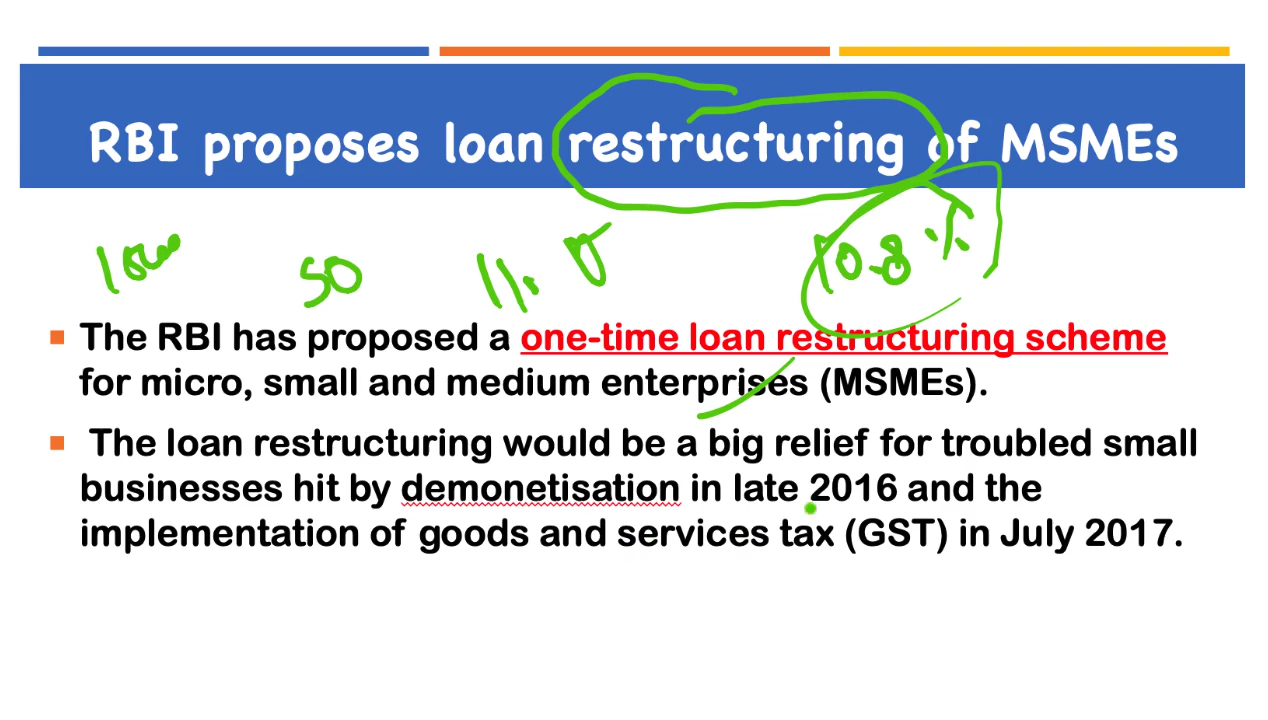 RBI proposes loan restructuring of MSMEs
50
10.8 %
The RBI has proposed a one-time loan restructuring scheme
for micro, small and medium enterprises (MSMEs).
The loan restructuring would be a big relief for troubled small
businesses hit by demonetisation in late 2016 and the
implementation of goods and services tax (GST) in July 2017.